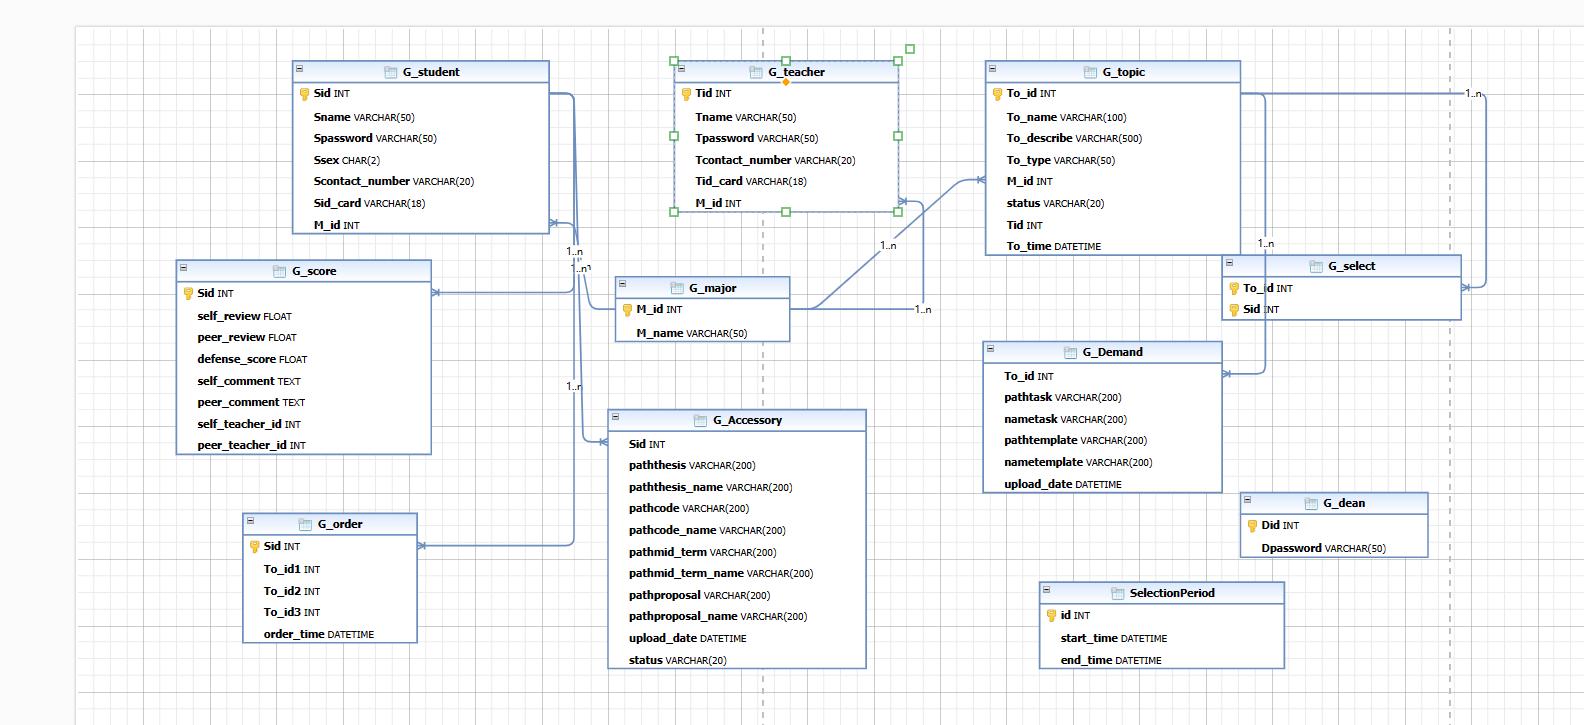 G_student
Sid INT
Sname VARCHAR(50)
Spassword VARCHAR(50)
Ssex CHAR(2)
Scontact_number VARCHAR(20)
Sid_card VARCHAR(18)
M_id INT
G_teacher
Tid INT
Tname VARCHAR(50)
Tpassword VARCHAR(50)
Tcontact_number VARCHAR(20)
Tid_card VARCHAR(18)
M_id INT
G_topic
To_id INT
To_name VARCHAR(100)
To_describe VARCHAR(500)
To_type VARCHAR(50)
M_id INT
status VARCHAR(20)
Tid INT
To_time DATETIME
1..n
1..n
1..n
1..n
1..n
G_select
To_id INT
Sid INT
G_score
Sid INT
self_review FLOAT
peer_review FLOAT
defense_score FLOAT
self_comment TEXT
peer_comment TEXT
self_teacher_id INT
peer_teacher_id INT
G_major
M_id INT
M_name VARCHAR(50)
1..n
1..n
G_Demand
To_id INT
pathtask VARCHAR(200)
nametask VARCHAR(200)
pathtemplate VARCHAR(200)
nametemplate VARCHAR(200)
upload_date DATETIME
G_Accessory
Sid INT
paththesis VARCHAR(200)
paththesis_name VARCHAR(200)
pathcode VARCHAR(200)
pathcode_name VARCHAR(200)
pathmid_term VARCHAR(200)
pathmid_term_name VARCHAR(200)
pathproposal VARCHAR(200)
pathproposal_name VARCHAR(200)
upload_date DATETIME
status VARCHAR(20)
G_dean
Did INT
Dpassword VARCHAR(50)
G_order
Sid INT
To_id1 INT
To_id2 INT
To_id3 INT
order_time DATETIME
SelectionPeriod
id INT
start_time DATETIME
end_time DATETIME